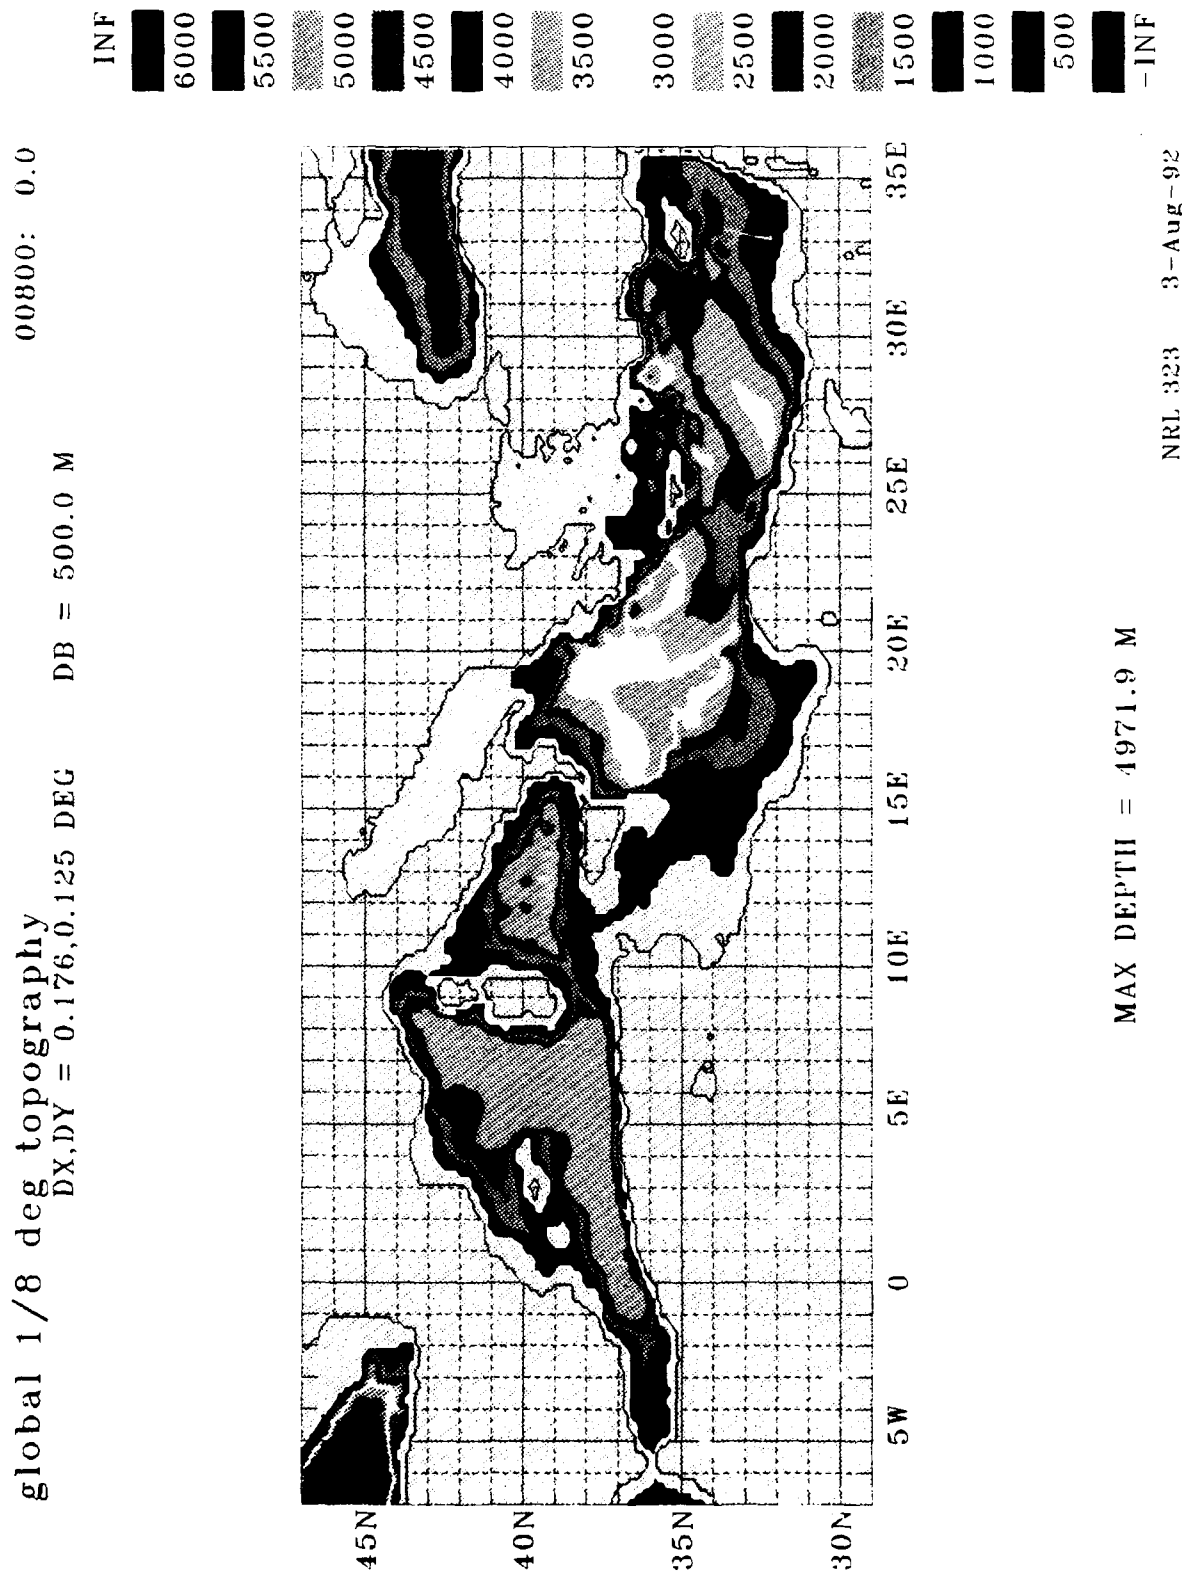 global 1/8 deg topography 00800: 0.0
DX,DY = 0.176,0.125 DEG DB = 500.0 M
INF
6000
5500
5000
4500
4000
3500
3000
2500
2000
1500
1000
500
-INF
45N
40N
35N
30N
5W 0 5E 10E 15E 20E 25E 30E 35E
MAX DEPTH = 4971.9 M
NRL 323 3-Aug-92